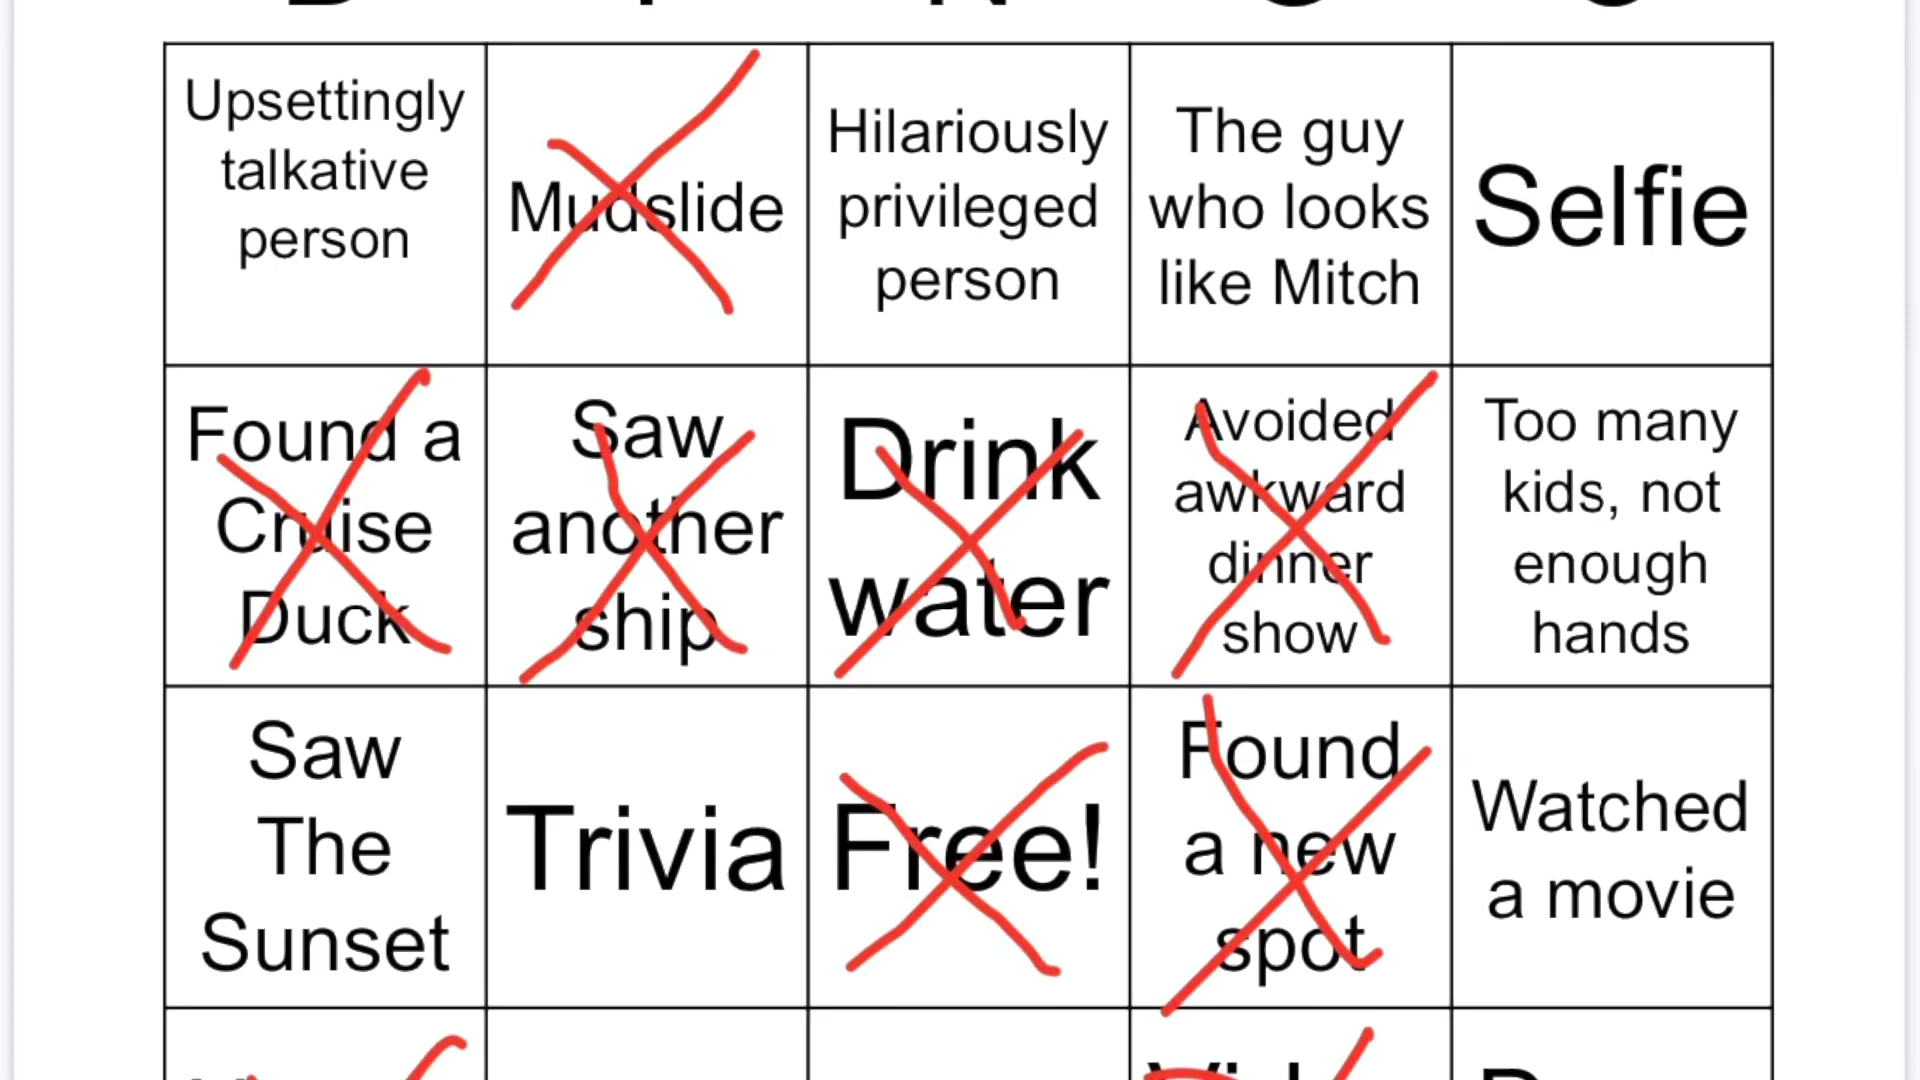 B I N G O
Upsettingly
talkative
person
Mudslide
Hilariously
privileged
person
The guy
who looks
like Mitch
Selfie
Found a
Cruise
Duck
Saw
another
ship
Drink
water
Avoided
awkward
dinner
show
Too many
kids, not
enough
hands
Saw
The
Sunset
Trivia
Free!
Found
a new
spot
Watched
a movie